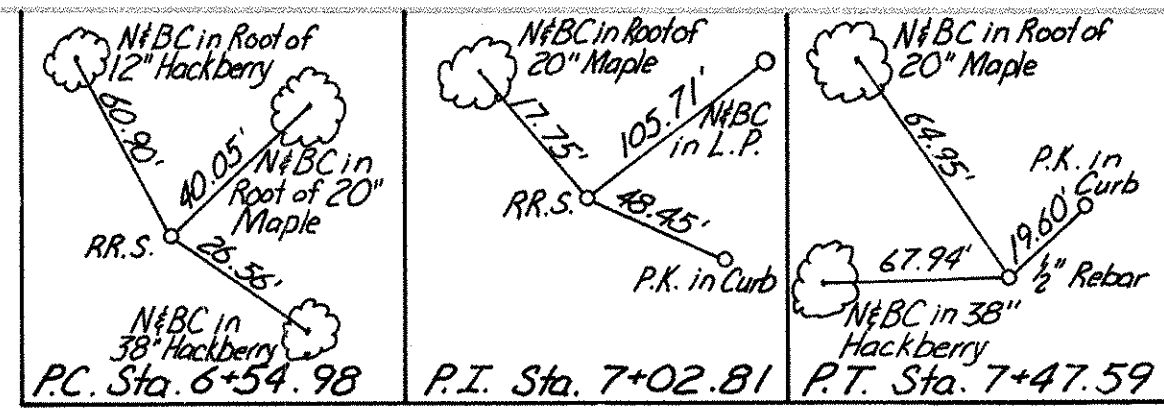 N&BC in Root of
12" Hackberry
60.90'
40.05'
N&BC in
Root of 20"
Maple
RR.S.
26.56'
N&BC in
38" Hackberry
P.C. Sta. 6+54.98
N&BC in Root of
20" Maple
17.75'
105.71'
N&BC
in L.P.
RR.S.
48.45'
P.K. in Curb
P.I. Sta. 7+02.81
N&BC in Root of
20" Maple
64.95'
P.K. in
Curb
19.60'
67.94'
1/2" Rebar
N&BC in 38"
Hackberry
P.T. Sta. 7+47.59